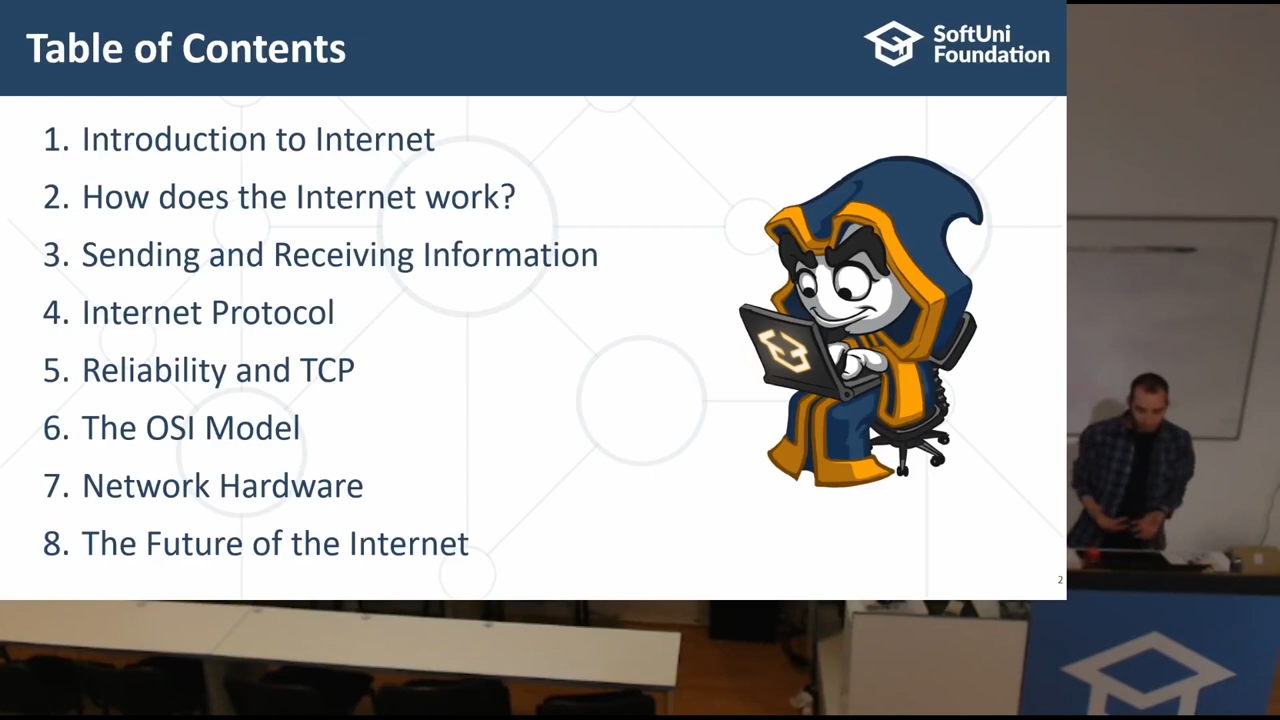 Table of Contents
SoftUni
Foundation
1. Introduction to Internet
2. How does the Internet work?
3. Sending and Receiving Information
4. Internet Protocol
5. Reliability and TCP
6. The OSI Model
7. Network Hardware
8. The Future of the Internet
2